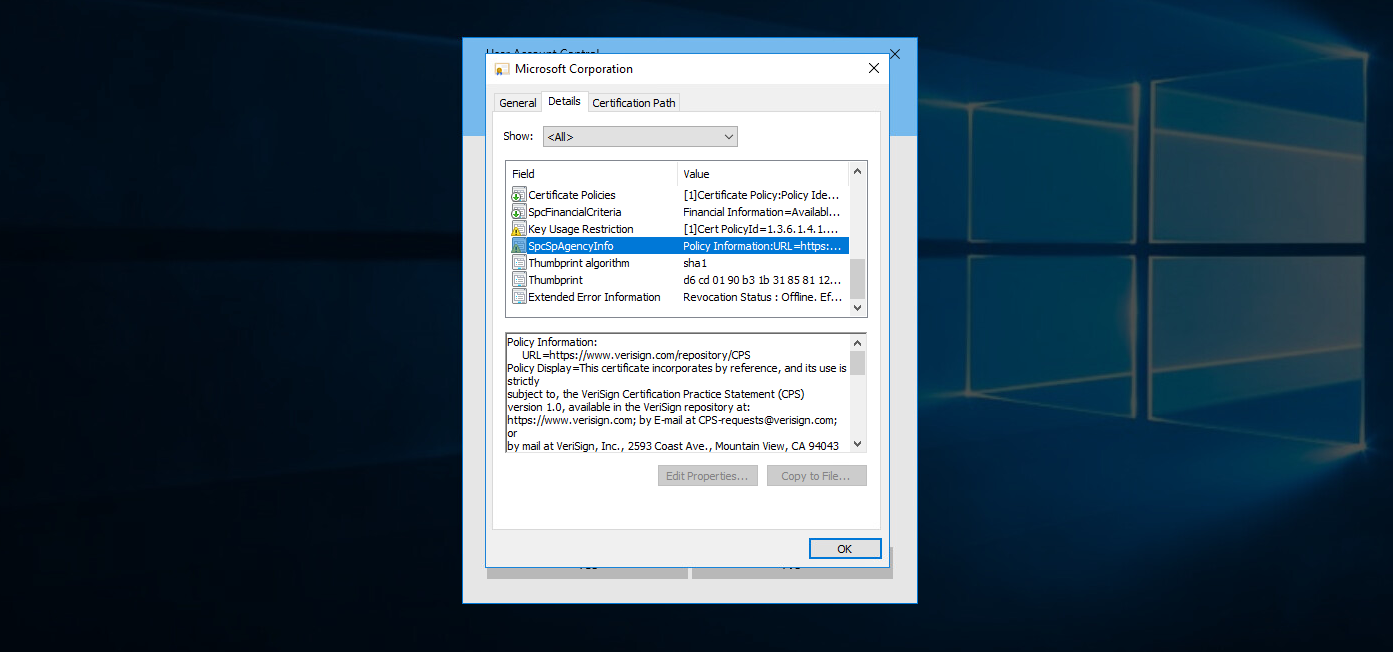 User Account Control
Microsoft Corporation
General Details Certification Path
Show: <All>
Field Value
Certificate Policies [1]Certificate Policy:Policy Ide...
SpcFinancialCriteria Financial Information=Availabl...
Key Usage Restriction [1]Cert PolicyId=1.3.6.1.4.1....
SpcSpAgencyInfo Policy Information:URL=https:...
Thumbprint algorithm sha1
Thumbprint d6 cd 01 90 b3 1b 31 85 81 12...
Extended Error Information Revocation Status : Offline. Ef...
Policy Information:
URL=https://www.verisign.com/repository/CPS
Policy Display=This certificate incorporates by reference, and its use is
strictly
subject to, the VeriSign Certification Practice Statement (CPS)
version 1.0, available in the VeriSign repository at:
https://www.verisign.com; by E-mail at CPS-requests@verisign.com;
or
by mail at VeriSign, Inc., 2593 Coast Ave., Mountain View, CA 94043
Edit Properties... Copy to File...
OK